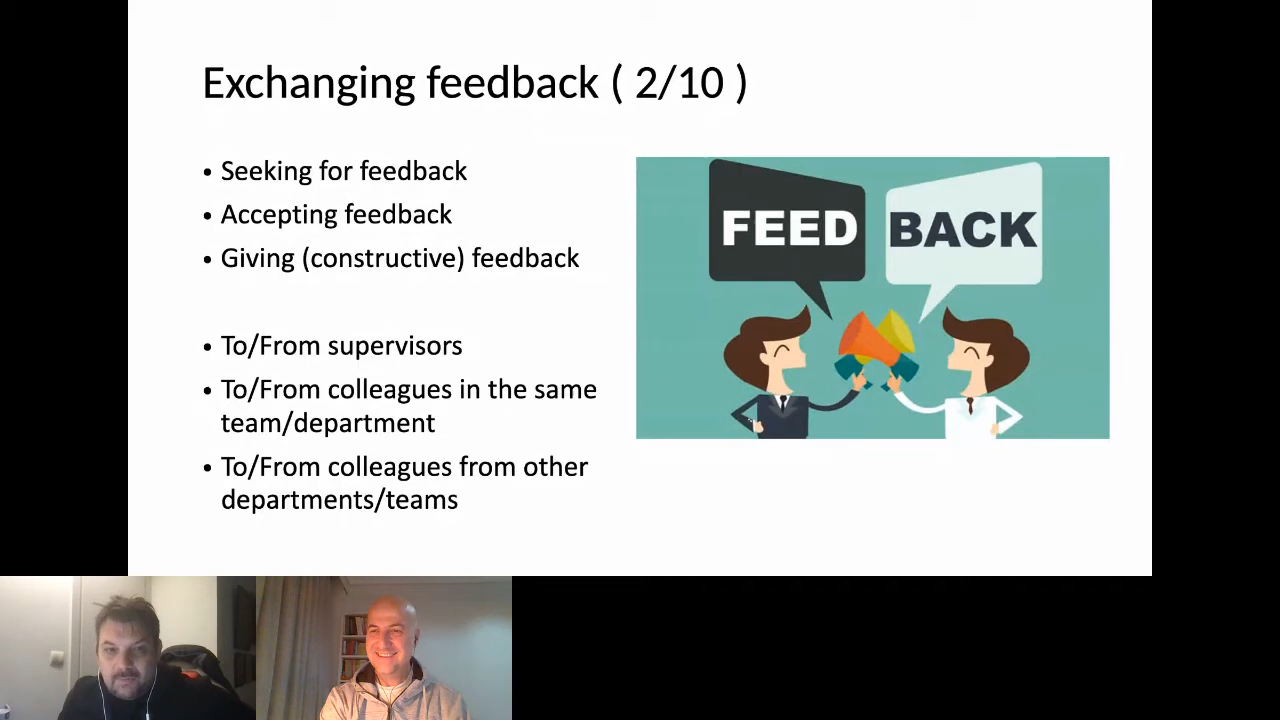 Exchanging feedback ( 2/10 )
• Seeking for feedback
• Accepting feedback
• Giving (constructive) feedback
• To/From supervisors
• To/From colleagues in the same
team/department
• To/From colleagues from other
departments/teams
FEED
BACK